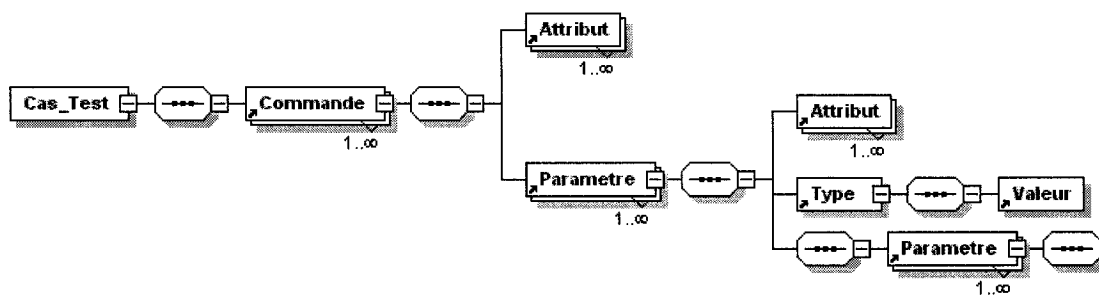 Attribut
1..∞
Cas_Test
Commande
1..∞
Parametre
1..∞
Attribut
1..∞
Type
Valeur
Parametre
1..∞